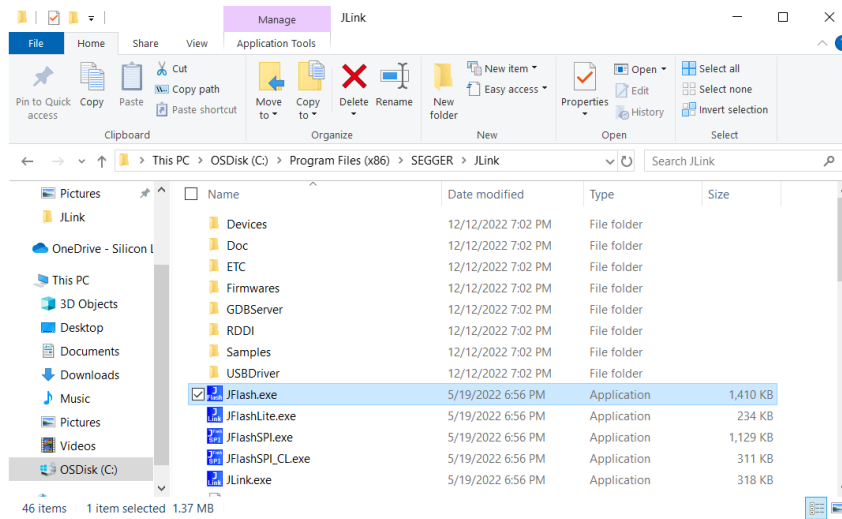 Manage
JLink
File
Home
Share
View
Application Tools
Pin to Quick access
Copy
Paste
Cut
Copy path
Paste shortcut
Clipboard
Move to
Copy to
Delete
Rename
Organize
New folder
New item
Easy access
New
Properties
Open
Edit
History
Open
Select all
Select none
Invert selection
Select
This PC > OSDisk (C:) > Program Files (x86) > SEGGER > JLink
Search JLink
Pictures
JLink
OneDrive - Silicon L
This PC
3D Objects
Desktop
Documents
Downloads
Music
Pictures
Videos
OSDisk (C:)
Name Date modified Type Size
Devices 12/12/2022 7:02 PM File folder
Doc 12/12/2022 7:02 PM File folder
ETC 12/12/2022 7:02 PM File folder
Firmwares 12/12/2022 7:02 PM File folder
GDBServer 12/12/2022 7:02 PM File folder
RDDI 12/12/2022 7:02 PM File folder
Samples 12/12/2022 7:02 PM File folder
USBDriver 12/12/2022 7:02 PM File folder
JFlash.exe 5/19/2022 6:56 PM Application 1,410 KB
JFlashLite.exe 5/19/2022 6:56 PM Application 234 KB
JFlashSPI.exe 5/19/2022 6:56 PM Application 1,129 KB
JFlashSPI_CL.exe 5/19/2022 6:56 PM Application 311 KB
JLink.exe 5/19/2022 6:56 PM Application 318 KB
46 items 1 item selected 1.37 MB